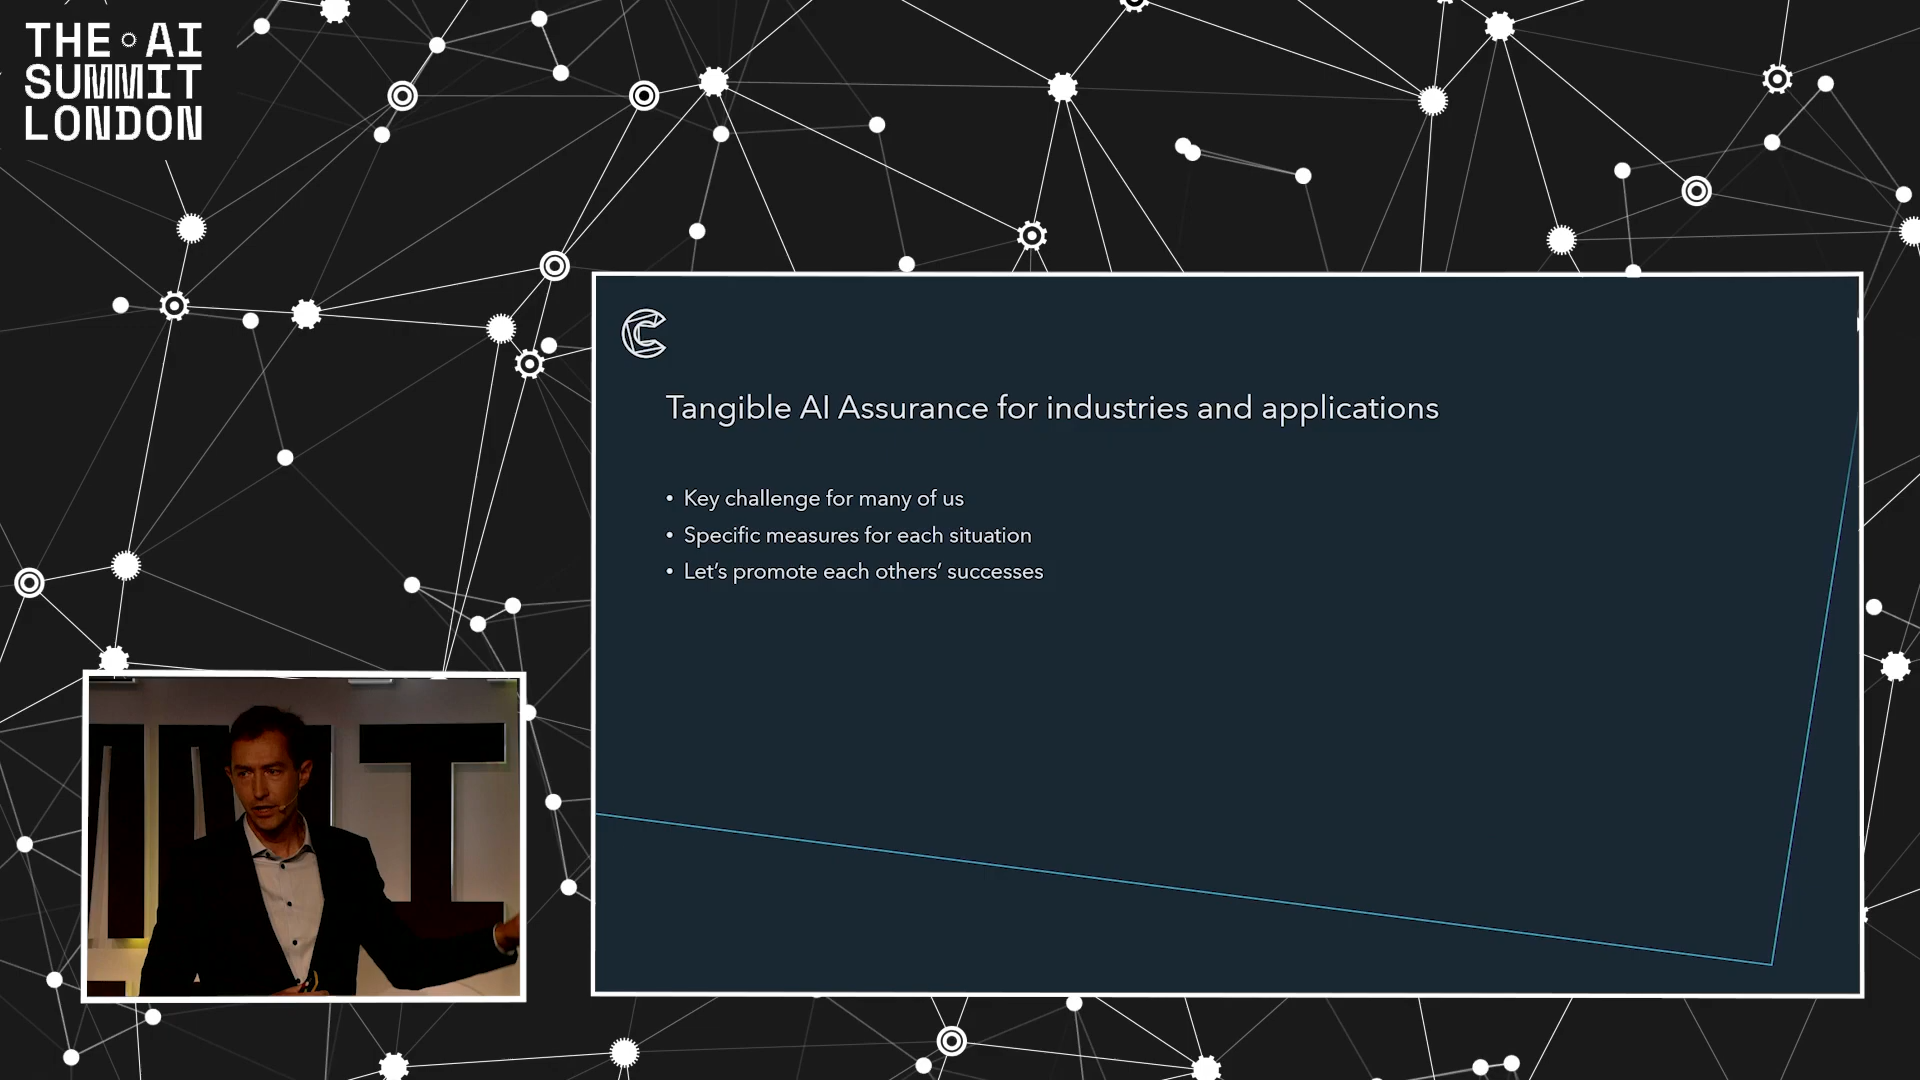 THE AI
SUMMIT
LONDON
C
Tangible AI Assurance for industries and applications
• Key challenge for many of us
• Specific measures for each situation
• Let’s promote each others’ successes